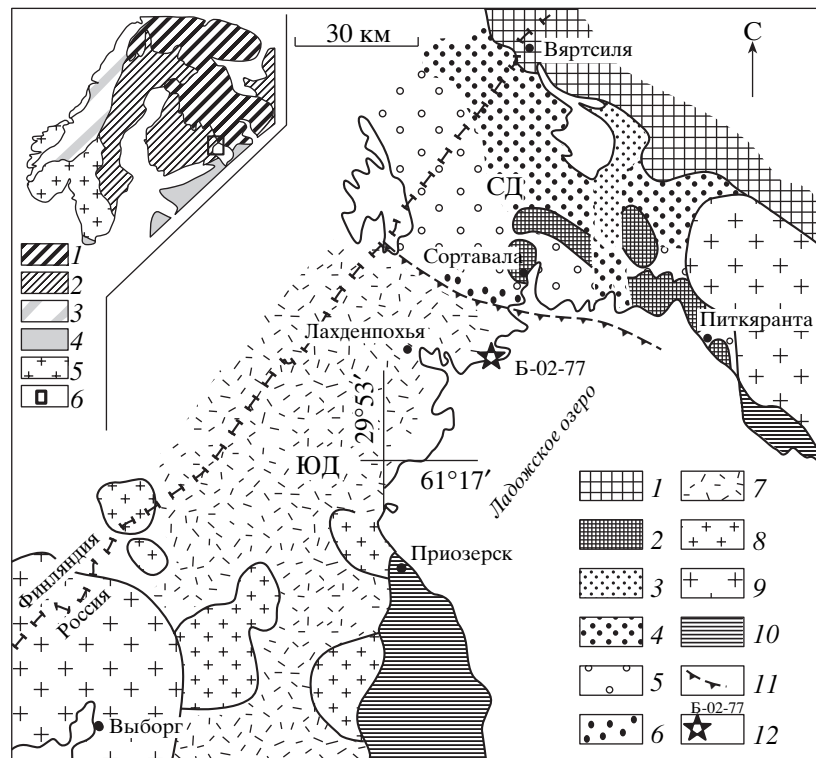 30 км
С
Вяртсиля
СД
Сортавала
Питкяранта
Лахденпохья
Б-02-77
29°53′
61°17′
Ладожское озеро
ЮД
Приозерск
Финляндия
Россия
Выборг
1
2
3
4
5
6
1
2
3
4
5
6
7
8
9
10
11
Б-02-77
12